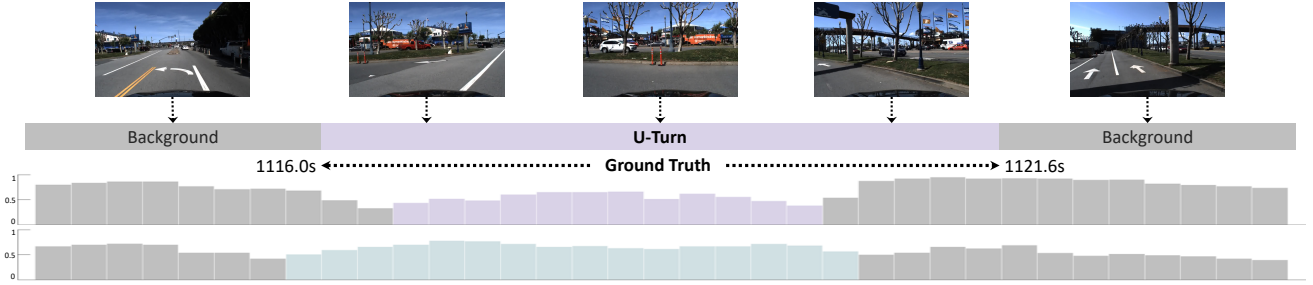 Background
U-Turn
Background
1116.0s
Ground Truth
1121.6s
1
0.5
0
1
0.5
0